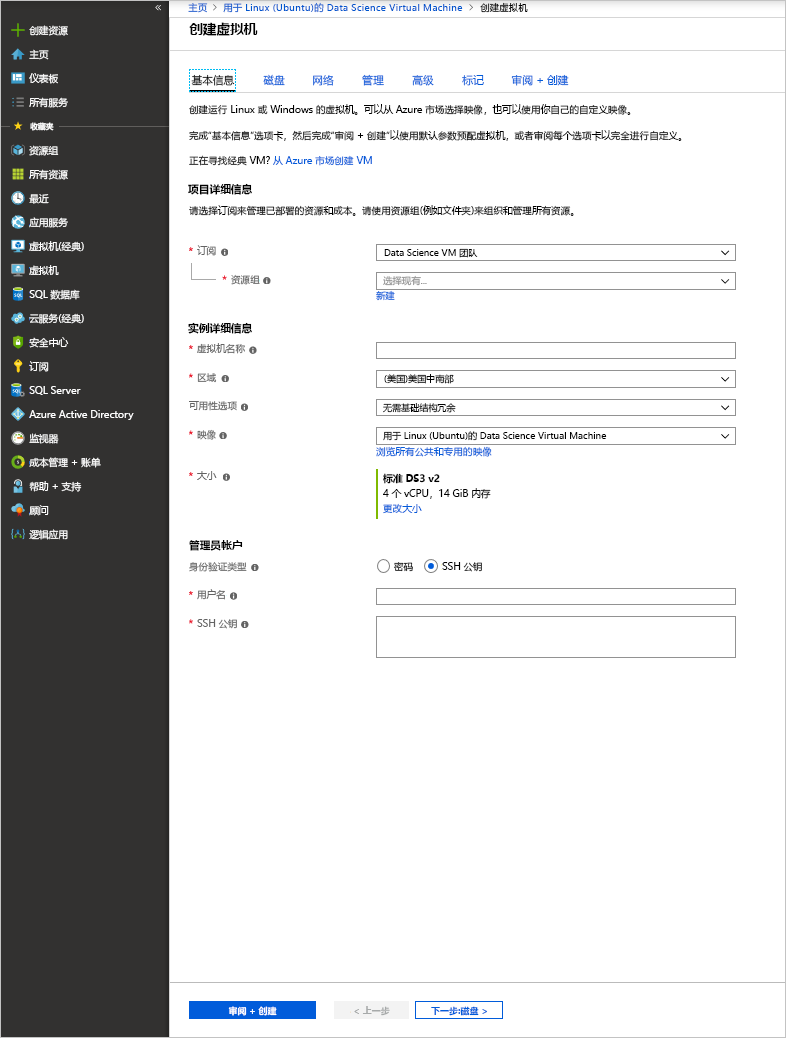 «
创建资源
主页
仪表板
所有服务
收藏夹
资源组
所有资源
最近
应用服务
虚拟机(经典)
虚拟机
SQL 数据库
云服务(经典)
安全中心
订阅
SQL Server
Azure Active Directory
监视器
成本管理 + 账单
帮助 + 支持
顾问
逻辑应用
主页 > 用于 Linux (Ubuntu)的 Data Science Virtual Machine > 创建虚拟机
创建虚拟机
基本信息 磁盘 网络 管理 高级 标记 审阅 + 创建
创建运行 Linux 或 Windows 的虚拟机。可以从 Azure 市场选择映像，也可以使用你自己的自定义映像。
完成“基本信息”选项卡，然后完成“审阅 + 创建”以使用默认参数预配虚拟机，或者审阅每个选项卡以完全进行自定义。
正在寻找经典 VM? 从 Azure 市场创建 VM
项目详细信息
请选择订阅来管理已部署的资源和成本。请使用资源组(例如文件夹)来组织和管理所有资源。
* 订阅 Data Science VM 团队
* 资源组 选择现有...
新建
实例详细信息
* 虚拟机名称
* 区域 (美国)美国中南部
可用性选项 无需基础结构冗余
* 映像 用于 Linux (Ubuntu)的 Data Science Virtual Machine
浏览所有公共和专用的映像
* 大小 标准 DS3 v2
4 个 vCPU，14 GiB 内存
更改大小
管理员帐户
身份验证类型 密码 SSH 公钥
* 用户名
* SSH 公钥
审阅 + 创建 < 上一步 下一步:磁盘 >